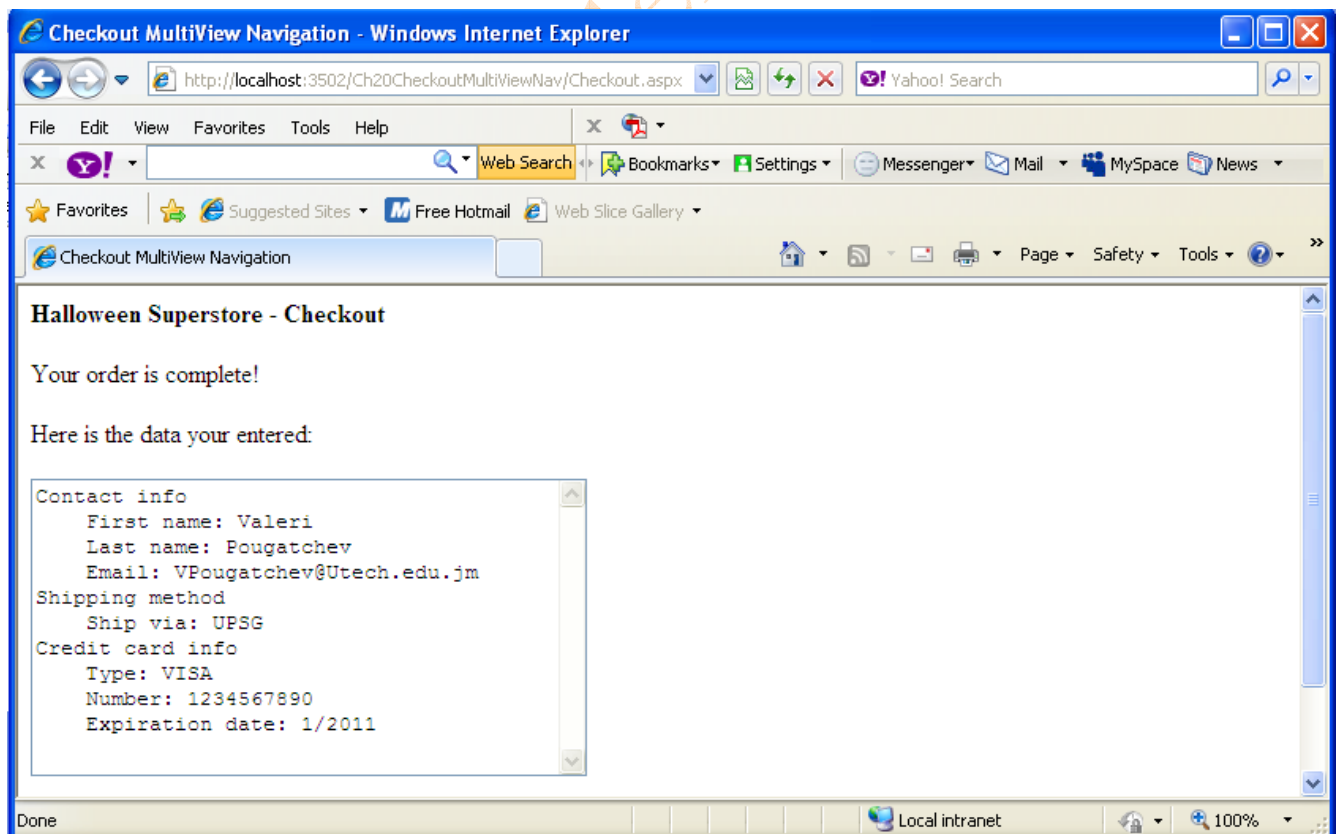 Checkout MultiView Navigation - Windows Internet Explorer
http://localhost:3502/Ch20CheckoutMultiViewNav/Checkout.aspx
Yahoo! Search
File Edit View Favorites Tools Help
x
x Y! Web Search Bookmarks Settings Messenger Mail MySpace News
Favorites Suggested Sites Free Hotmail Web Slice Gallery
Checkout MultiView Navigation
Page Safety Tools »
Halloween Superstore - Checkout
Your order is complete!
Here is the data your entered:
Contact info
First name: Valeri
Last name: Pougatchev
Email: VPougatchev@Utech.edu.jm
Shipping method
Ship via: UPSG
Credit card info
Type: VISA
Number: 1234567890
Expiration date: 1/2011
Done Local intranet 100%